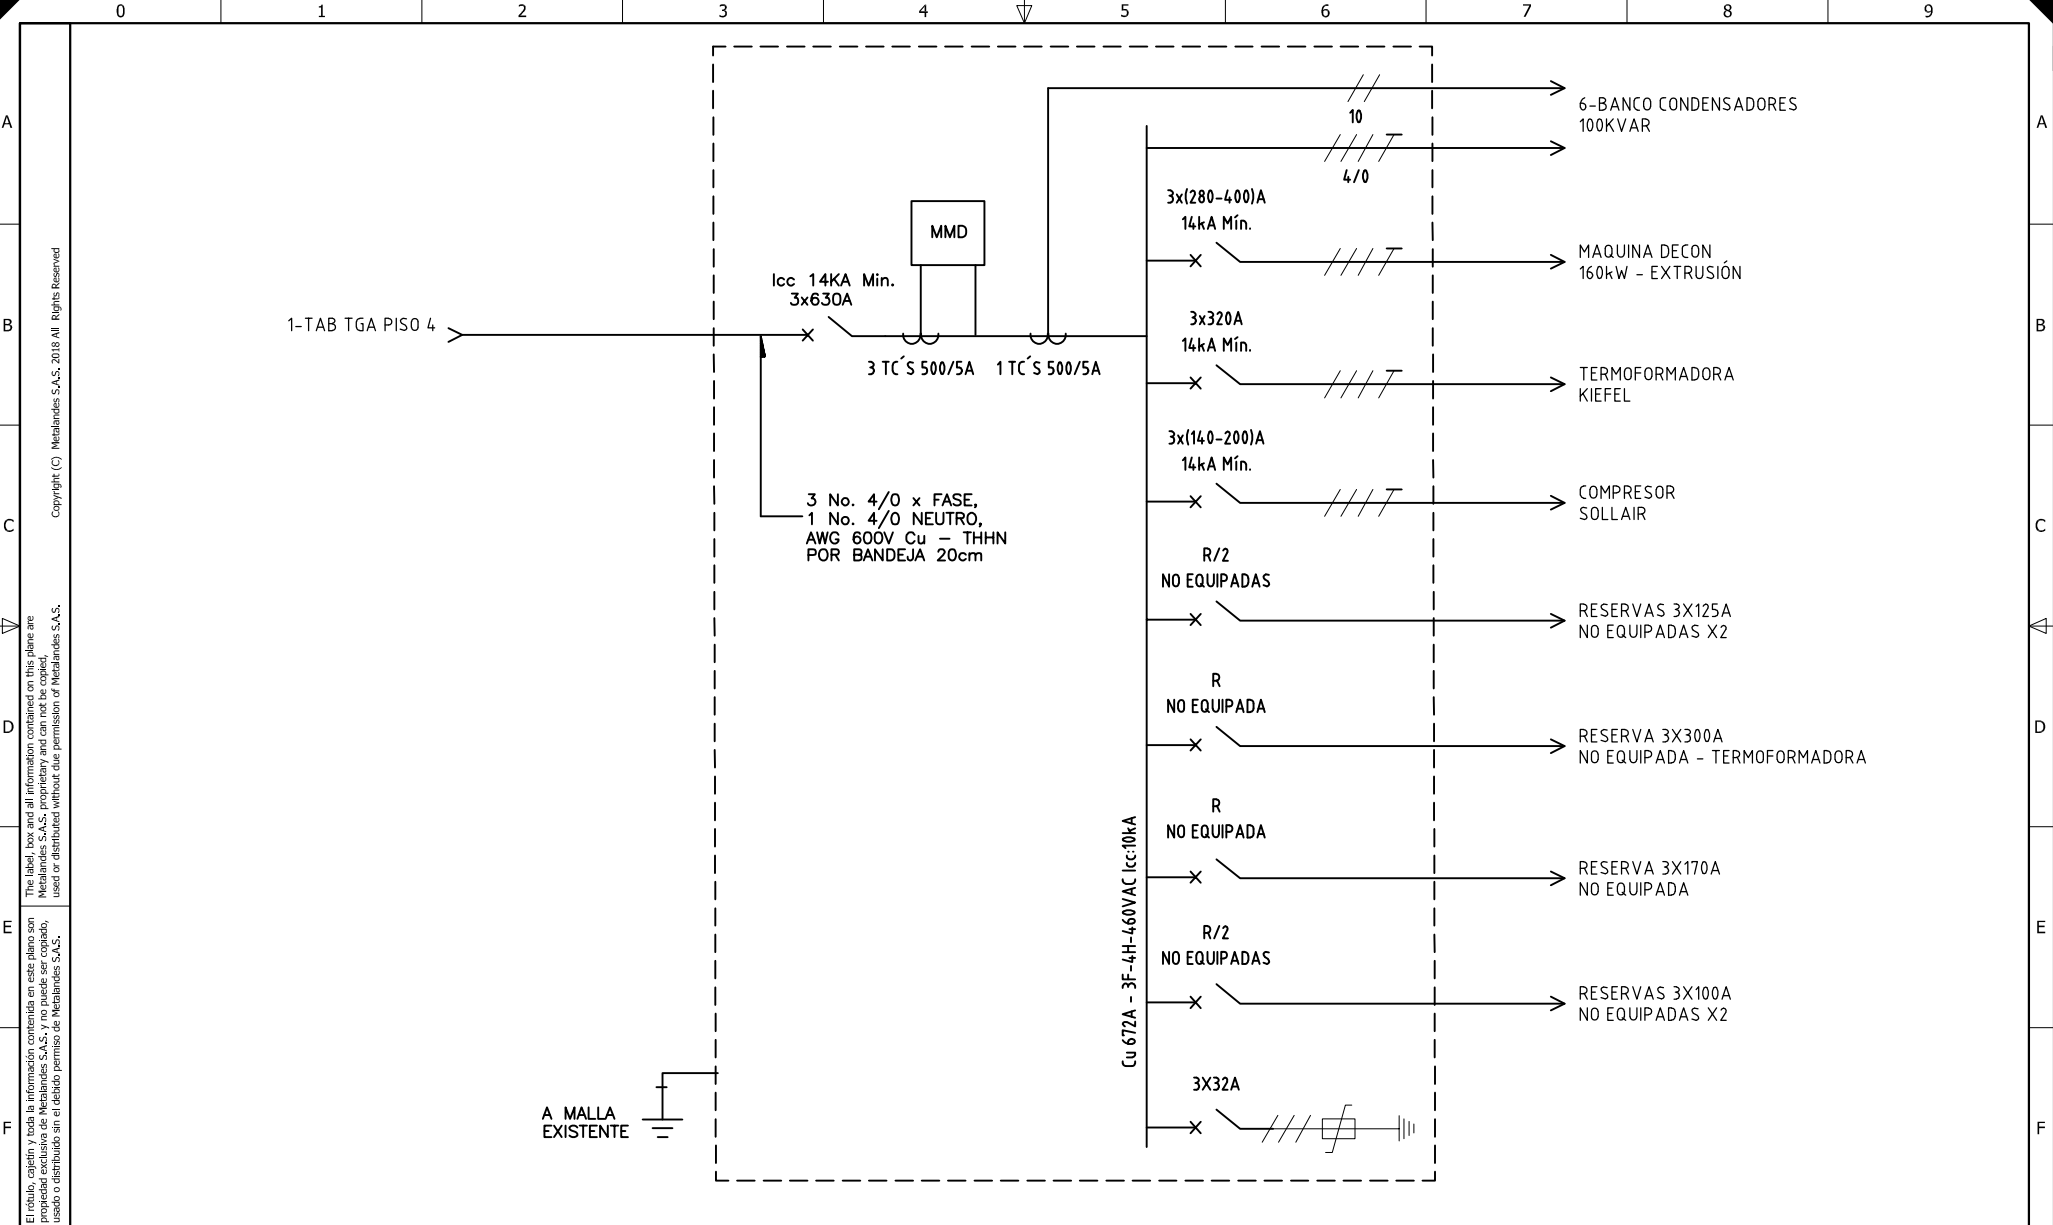 0 1 2 3 4 5 6 7 8 9
A
B
C
D
E
F
A
B
C
D
E
F
Copyright (C) Metalandes S.A.S. 2018 All Rights Reserved
The label, box and all information contained on this plane are
Metalandes S.A.S. proprietary and can not be copied,
used or distributed without due permission of Metalandes S.A.S.
El rótulo, cajetín y toda la información contenida en este plano son
propiedad exclusiva de Metalandes S.A.S. y no puede ser copiado,
usado o distribuido sin el debido permiso de Metalandes S.A.S.
1-TAB TGA PISO 4
Icc 14KA Min.
3x630A
MMD
3 TC´S 500/5A
1 TC´S 500/5A
3 No. 4/0 x FASE,
1 No. 4/0 NEUTRO,
AWG 600V Cu - THHN
POR BANDEJA 20cm
A MALLA
EXISTENTE
Cu 672A - 3F-4H-460VAC Icc:10kA
10
6-BANCO CONDENSADORES
100KVAR
4/0
3x(280-400)A
14kA Mín.
MAQUINA DECON
160kW - EXTRUSIÓN
3x320A
14kA Mín.
TERMOFORMADORA
KIEFEL
3x(140-200)A
14kA Mín.
COMPRESOR
SOLLAIR
R/2
NO EQUIPADAS
RESERVAS 3X125A
NO EQUIPADAS X2
R
NO EQUIPADA
RESERVA 3X300A
NO EQUIPADA - TERMOFORMADORA
R
NO EQUIPADA
RESERVA 3X170A
NO EQUIPADA
R/2
NO EQUIPADAS
RESERVAS 3X100A
NO EQUIPADAS X2
3X32A